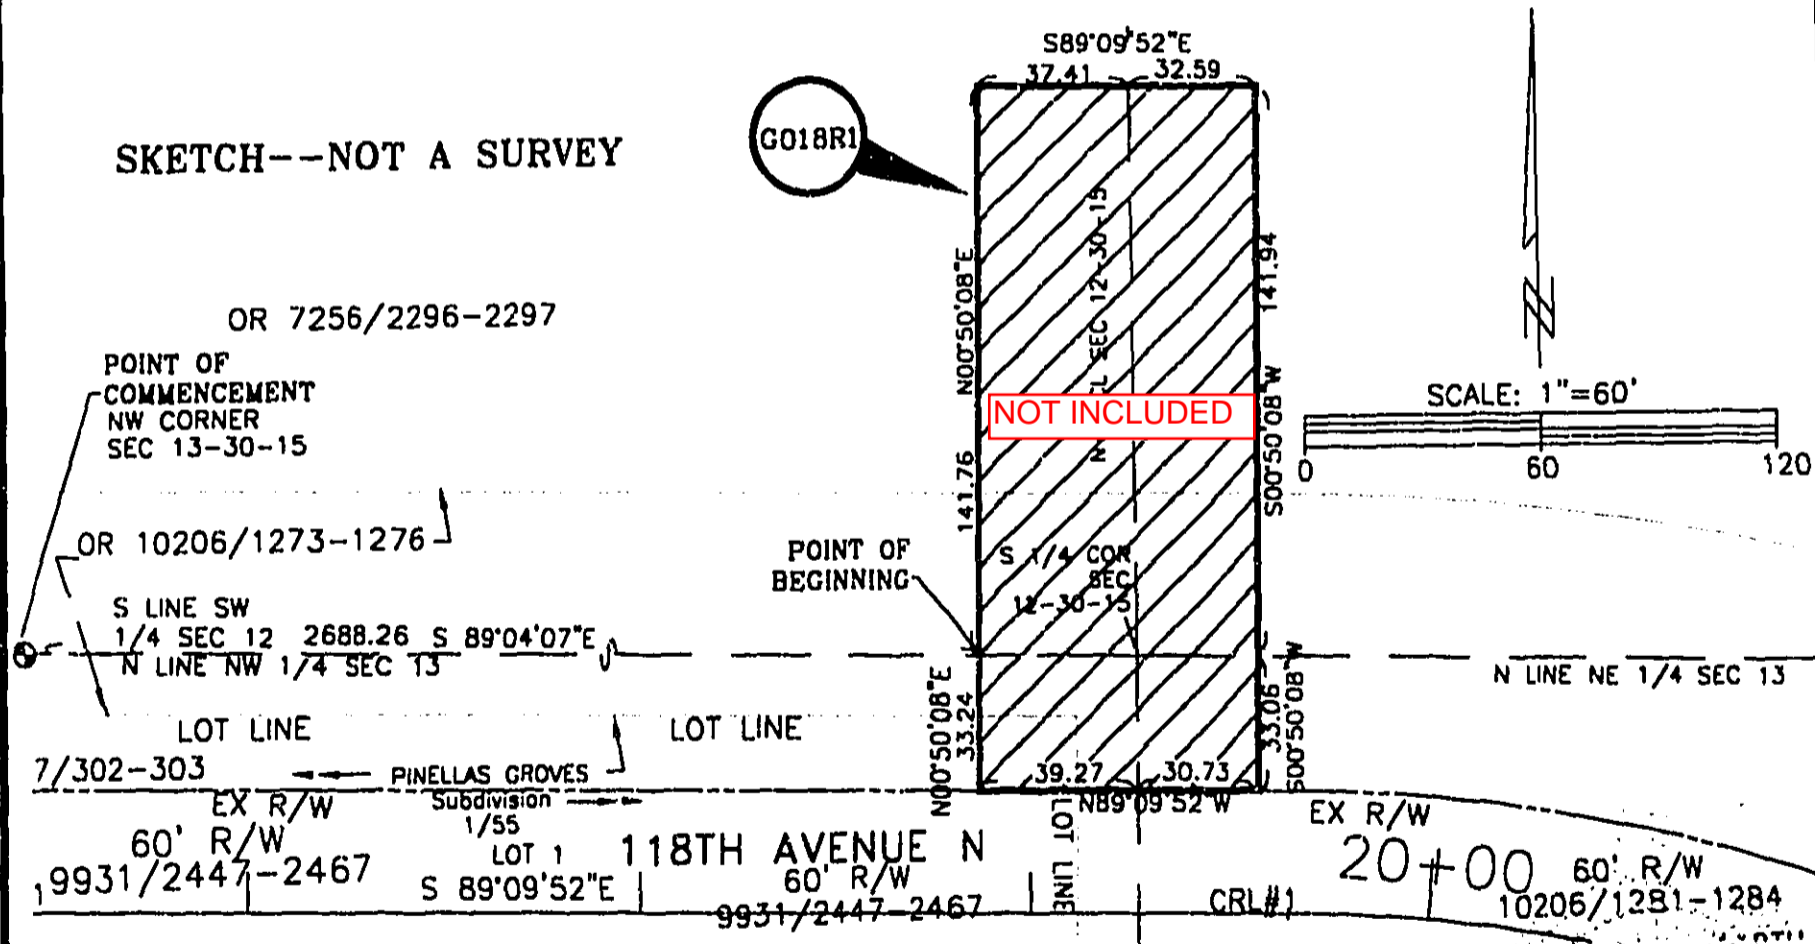 S89°09'52"E
37.41 32.59
G018R1
SKETCH--NOT A SURVEY
OR 7256/2296-2297
POINT OF
COMMENCEMENT
NW CORNER
SEC 13-30-15
N00°50'08"E
141.76
SEC 12-30-15
141.94
S00°50'08"W
NOT INCLUDED
SCALE: 1"=60'
0 60 120
OR 10206/1273-1276
POINT OF
BEGINNING
S 1/4 COR
SEC
12-30-15
S LINE SW
1/4 SEC 12 2688.26 S 89°04'07"E
N LINE NW 1/4 SEC 13
N LINE NE 1/4 SEC 13
N00°50'08"E
33.24
33.06
S00°50'08"W
LOT LINE
LOT LINE
7/302-303
PINELLAS GROVES
Subdivision
1/55
LOT 1
39.27 30.73
N89°09'52"W
LOT LINE
EX R/W
60' R/W
9931/2447-2467
S 89°09'52"E
118TH AVENUE N
60' R/W
9931/2447-2467
EX R/W
20+00
CRL#1
60' R/W
10206/1281-1284